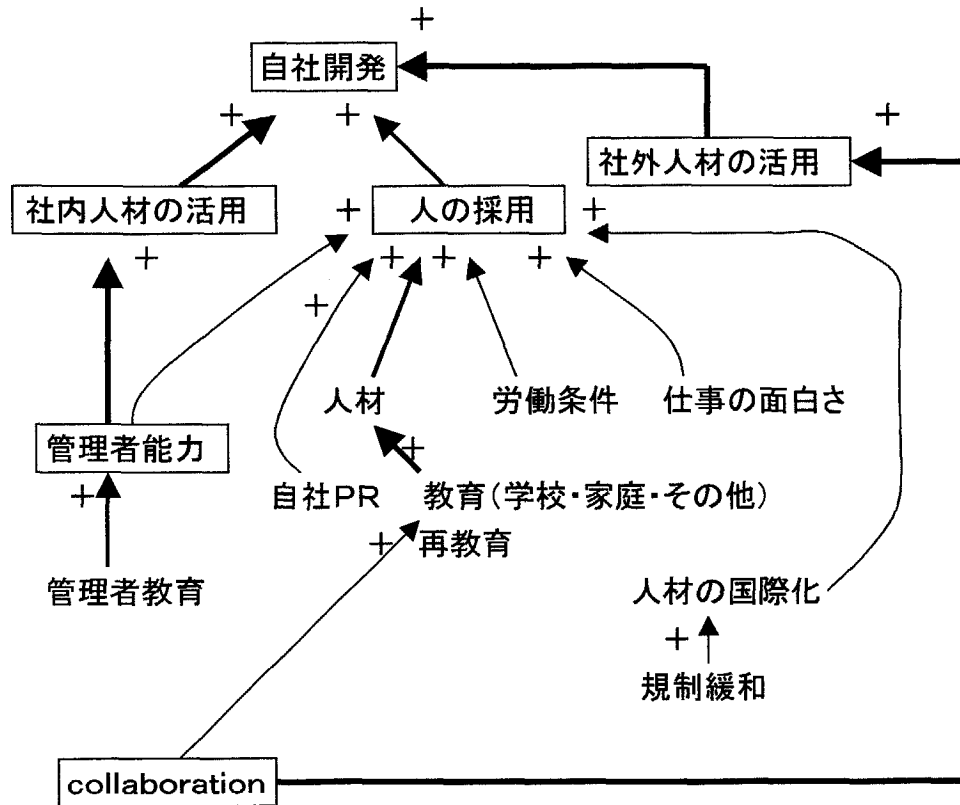 +
自社開発
+ +
+
社外人材の活用
社内人材の活用
+ 人の採用 +
+
+ + +
+
人材
労働条件
仕事の面白さ
管理者能力
+
+
自社PR
教育(学校・家庭・その他)
+ 再教育
管理者教育
人材の国際化
+
規制緩和
collaboration